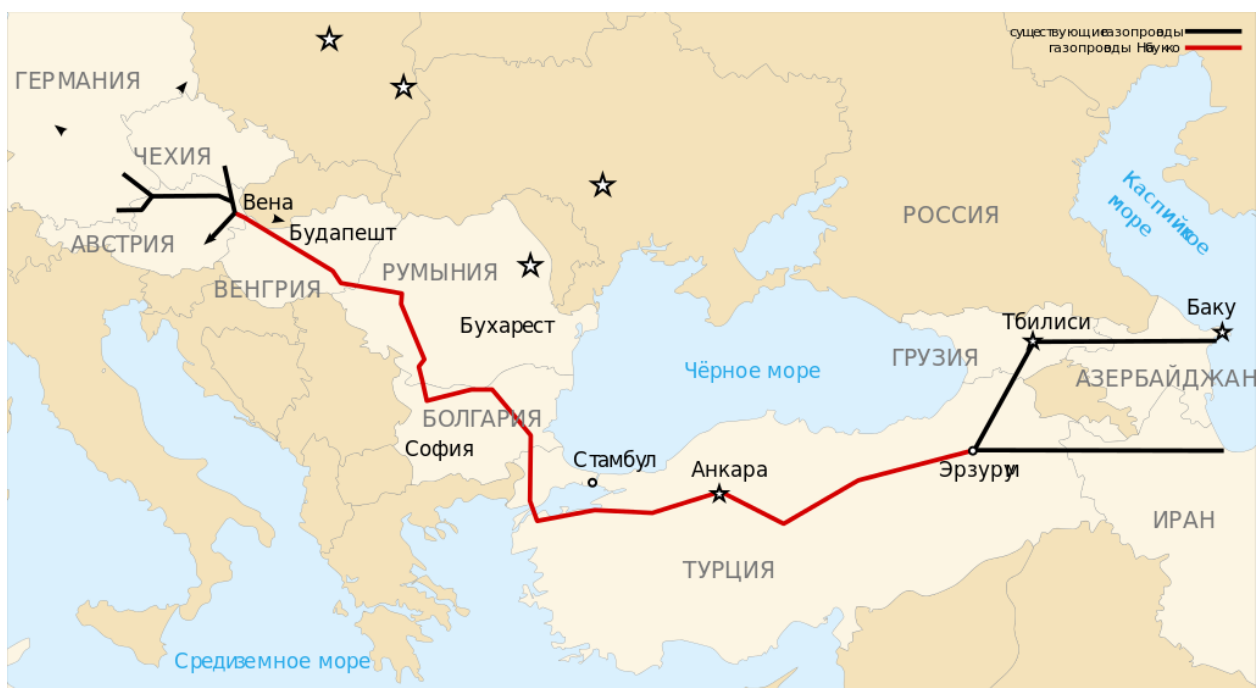 существующие газопроводы
газопроводы Набукко
ГЕРМАНИЯ
ЧЕХИЯ
Вена
АВСТРИЯ
Будапешт
ВЕНГРИЯ
РУМЫНИЯ
Бухарест
БОЛГАРИЯ
София
Стамбул
Анкара
ТУРЦИЯ
Эрзурум
Чёрное море
РОССИЯ
Каспийкое
море
Тбилиси
Баку
ГРУЗИЯ
АЗЕРБАЙДЖАН
ИРАН
Средиземное море